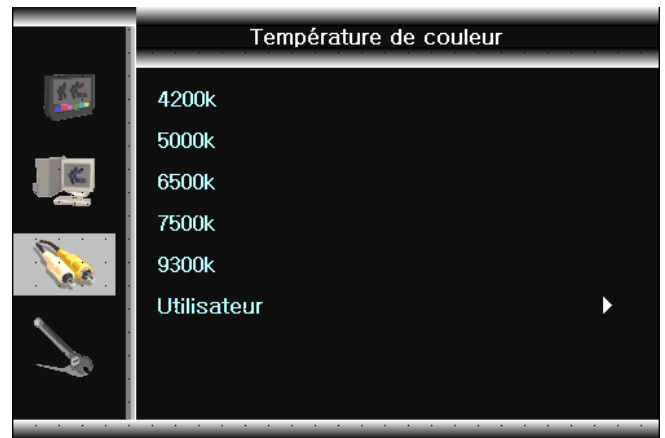 Température de couleur
4200k
5000k
6500k
7500k
9300k
Utilisateur